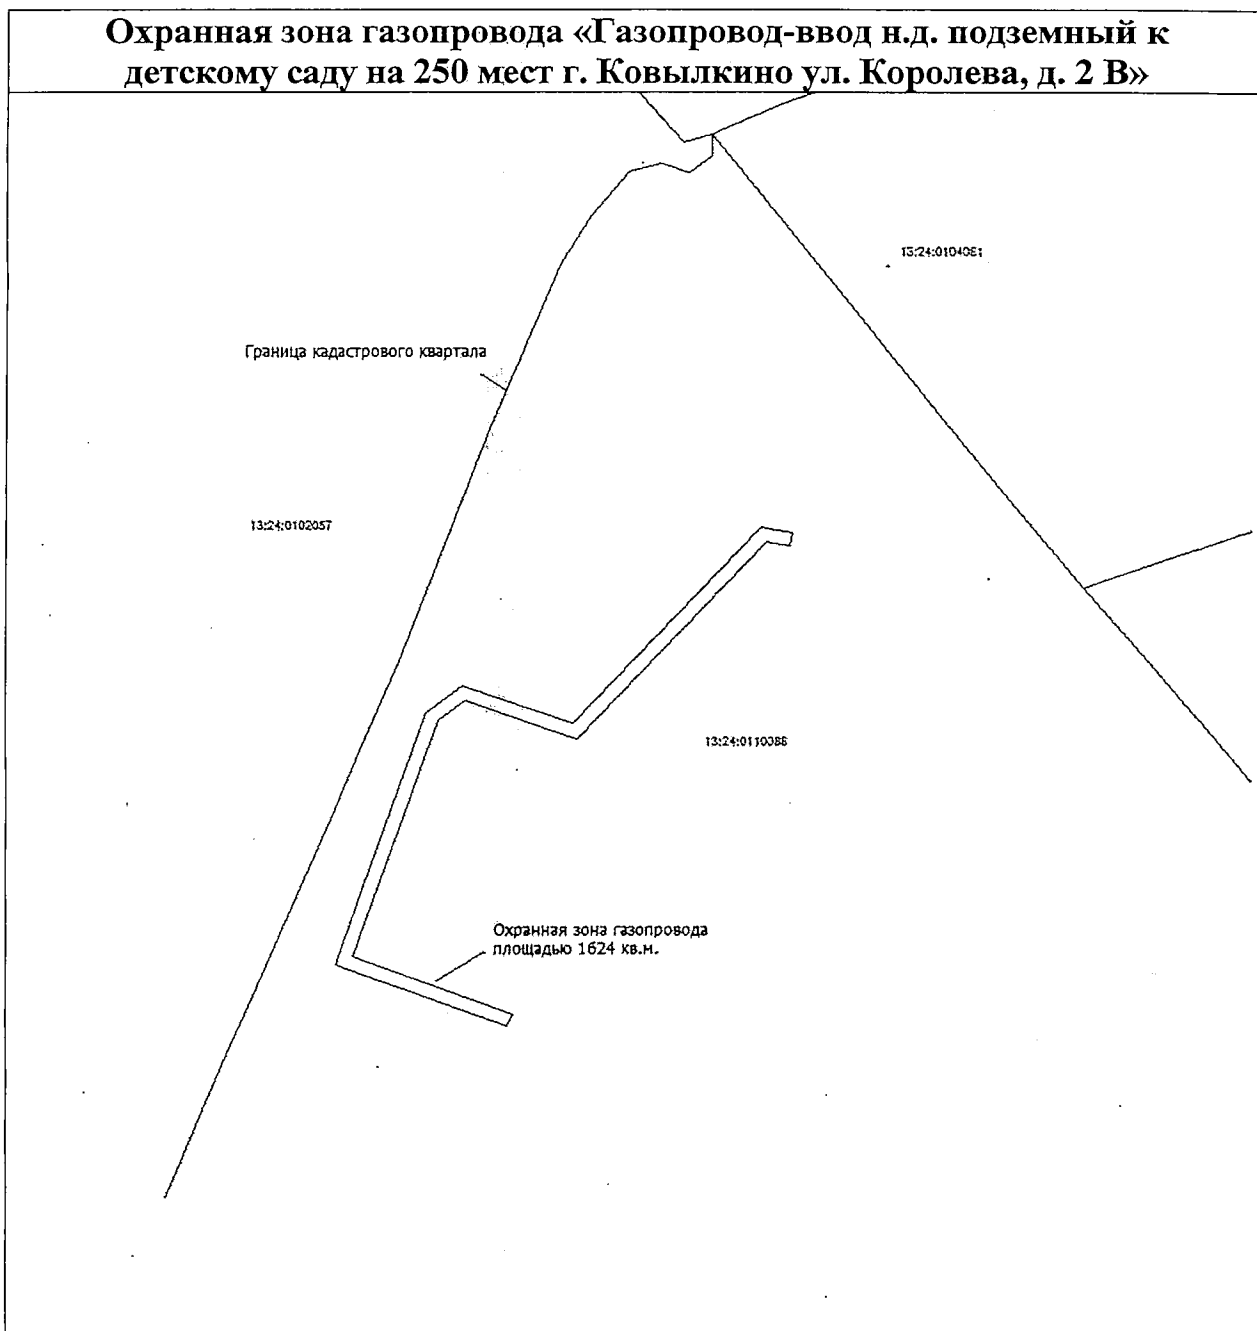 Охранная зона газопровода «Газопровод-ввод н.д. подземный к
детскому саду на 250 мест г. Ковылкино ул. Королева, д. 2 В»
13:24:0104081
Граница кадастрового квартала
13:24:0102057
13:24:0110088
Охранная зона газопровода
площадью 1624 кв.м.